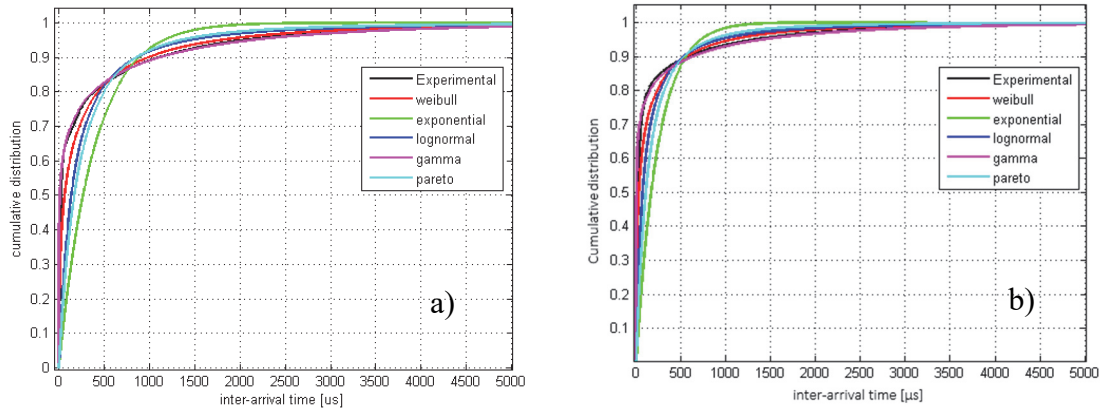 1
0.9
0.8
0.7
0.6
0.5
0.4
0.3
0.2
0.1
0
cumulative distribution
Experimental
weibull
exponential
lognormal
gamma
pareto
a)
0 500 1000 1500 2000 2500 3000 3500 4000 4500 5000
inter-arrival time [us]
1
0.9
0.8
0.7
0.6
0.5
0.4
0.3
0.2
0.1
Cumulative distribution
Experimental
weibull
exponential
lognormal
gamma
pareto
b)
0 500 1000 1500 2000 2500 3000 3500 4000 4500 5000
inter-arrival time [µs]